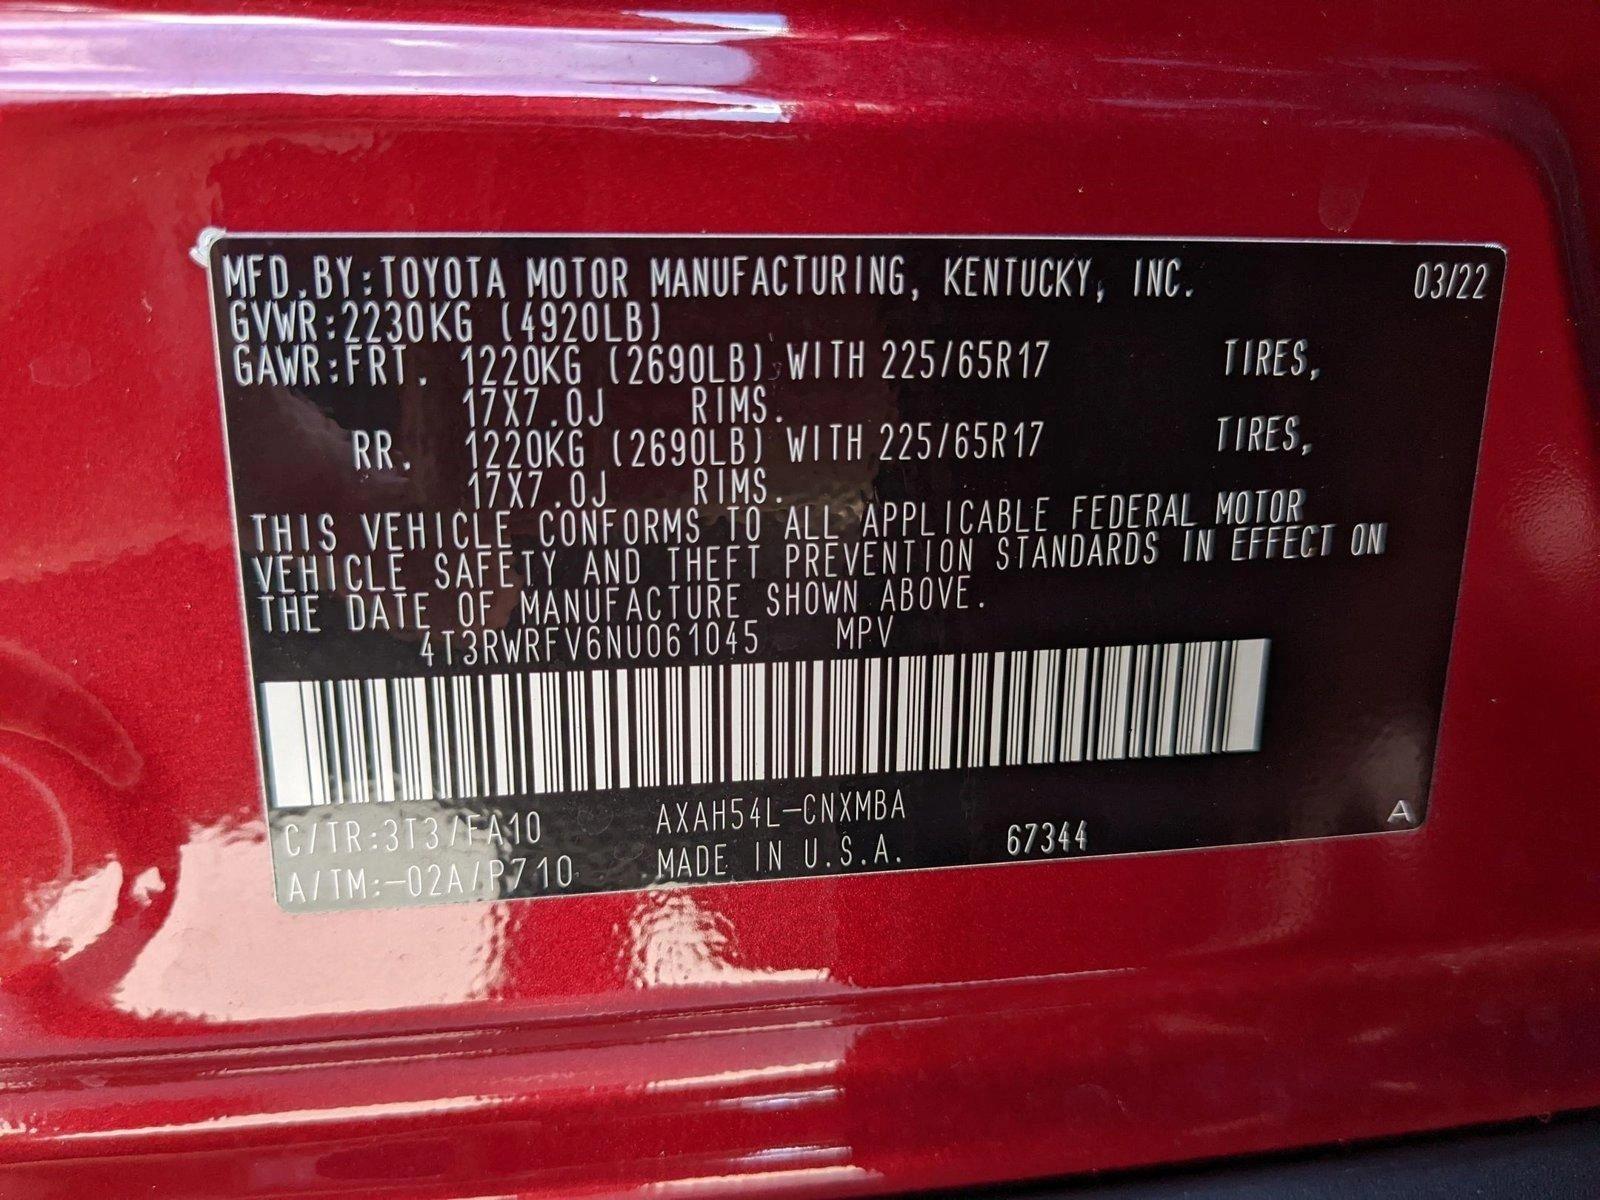 MFD.BY:TOYOTA MOTOR MANUFACTURING, KENTUCKY, INC. 03/22
GVWR:2230KG (4920LB)
GAWR:FRT. 1220KG (2690LB) WITH 225/65R17 TIRES,
17X7.0J RIMS.
RR. 1220KG (2690LB) WITH 225/65R17 TIRES,
17X7.0J RIMS.
THIS VEHICLE CONFORMS TO ALL APPLICABLE FEDERAL MOTOR
VEHICLE SAFETY AND THEFT PREVENTION STANDARDS IN EFFECT ON
THE DATE OF MANUFACTURE SHOWN ABOVE.
4T3RWRFV6NU061045 MPV
C/TR:3T3/FA10 AXAH54L-CNXMBA A
A/TM:-02A/P710 MADE IN U.S.A. 67344